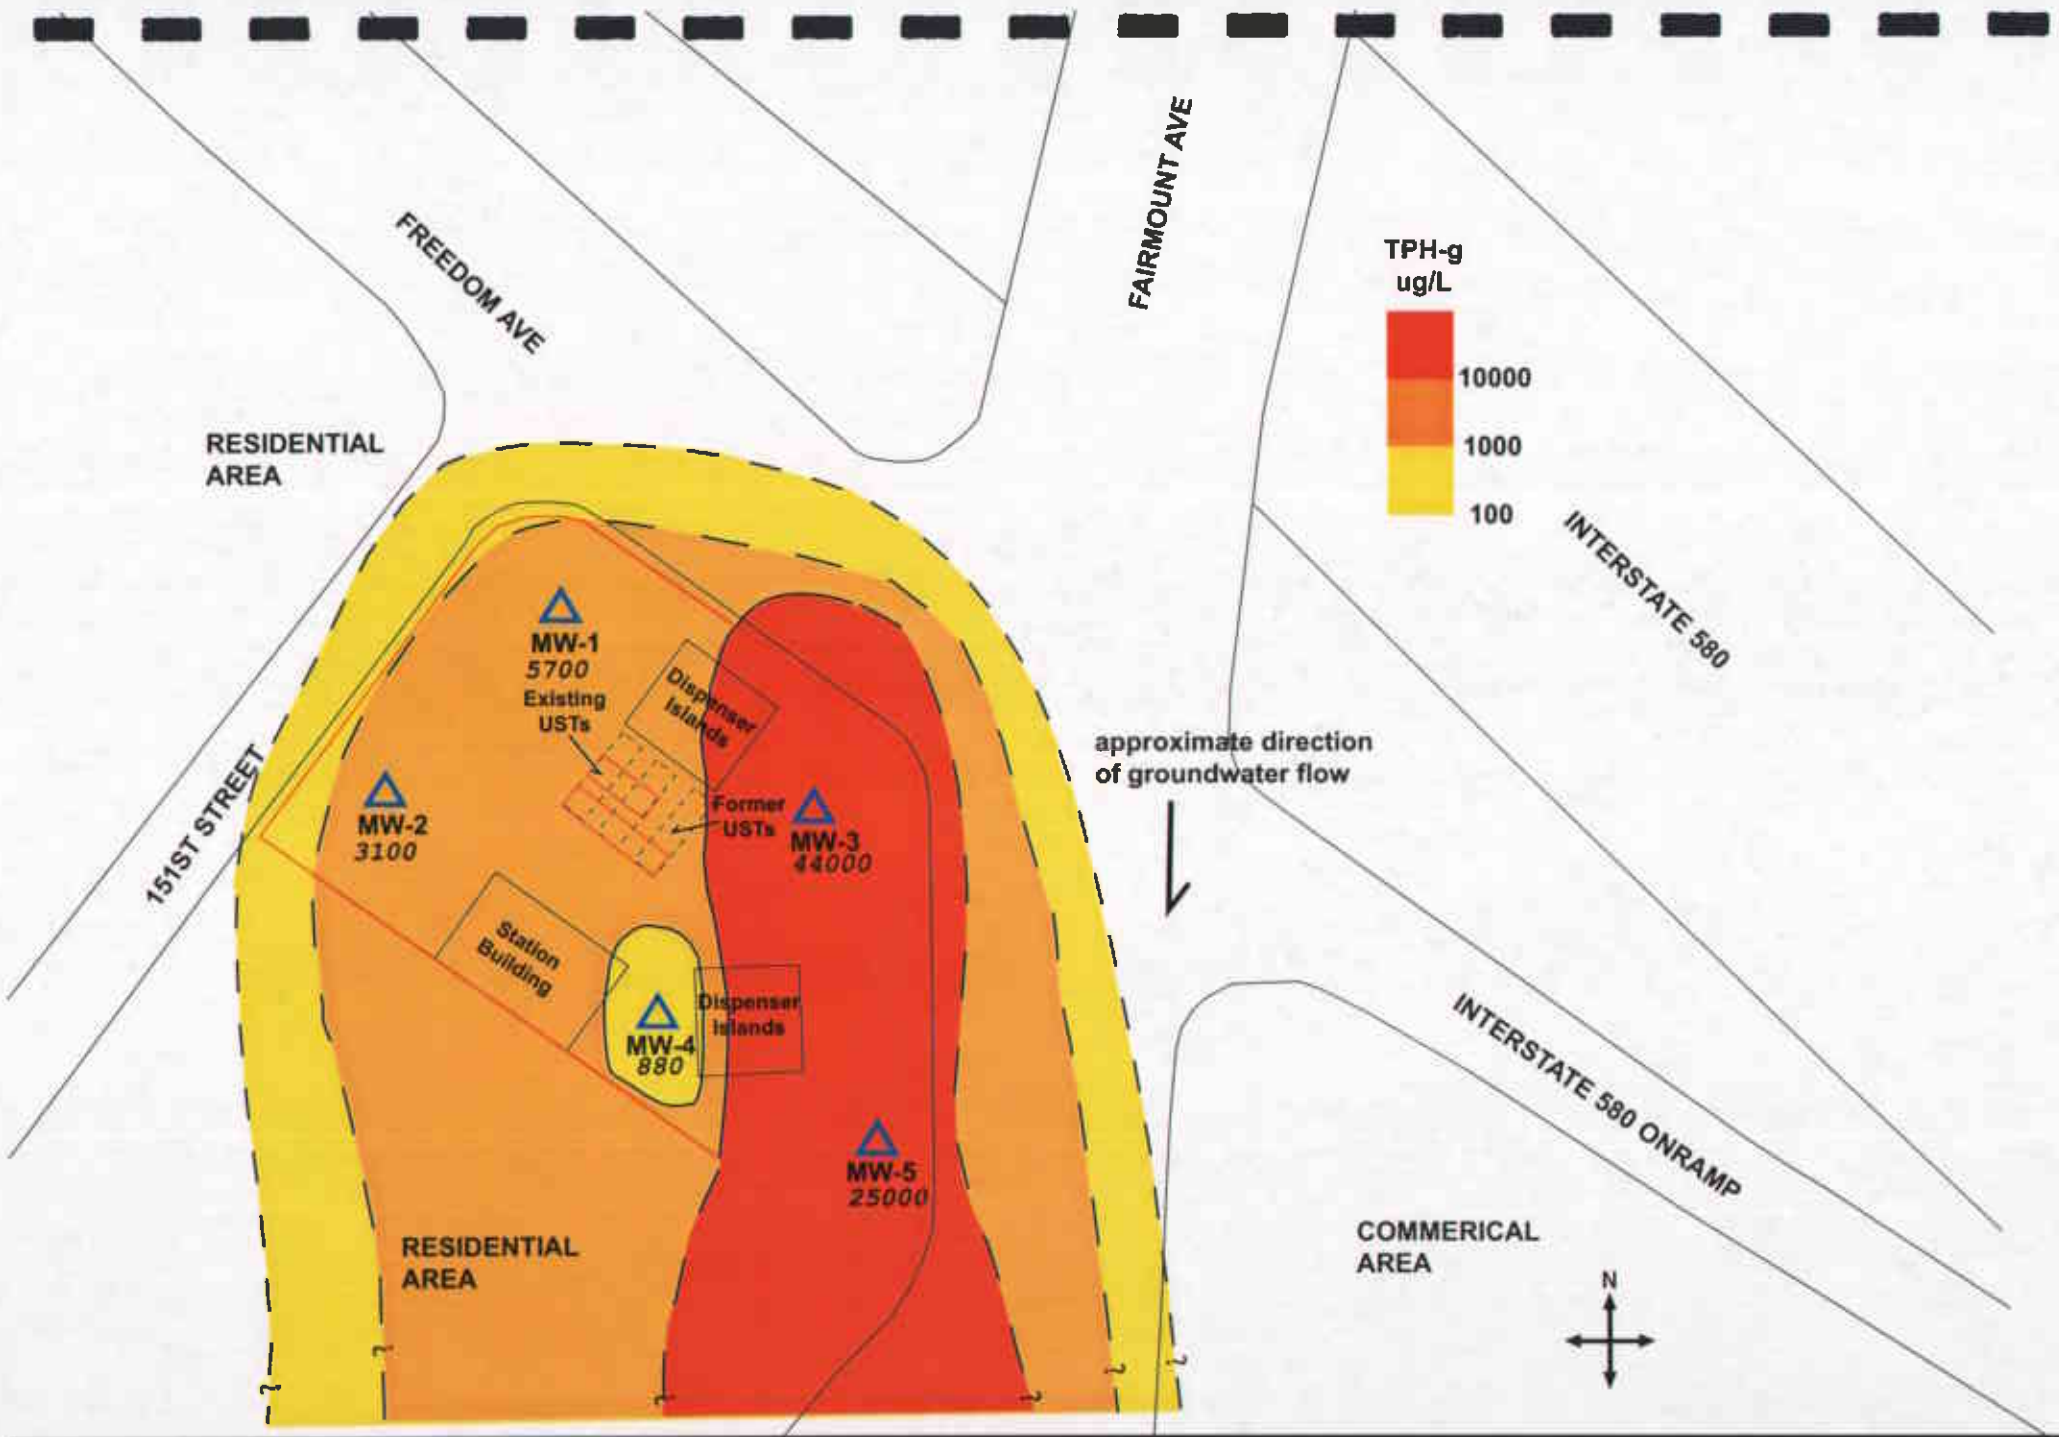 FAIRMOUNT AVE
FREEDOM AVE
TPH-g
ug/L
10000
1000
100
RESIDENTIAL
AREA
INTERSTATE 580
MW-1
5700
Existing
USTs
Dispenser
Islands
approximate direction
of groundwater flow
151ST STREET
MW-2
3100
Former
USTs
MW-3
44000
Station
Building
MW-4
880
Dispenser
Islands
INTERSTATE 580 ONRAMP
MW-5
25000
RESIDENTIAL
AREA
COMMERICAL
AREA
N